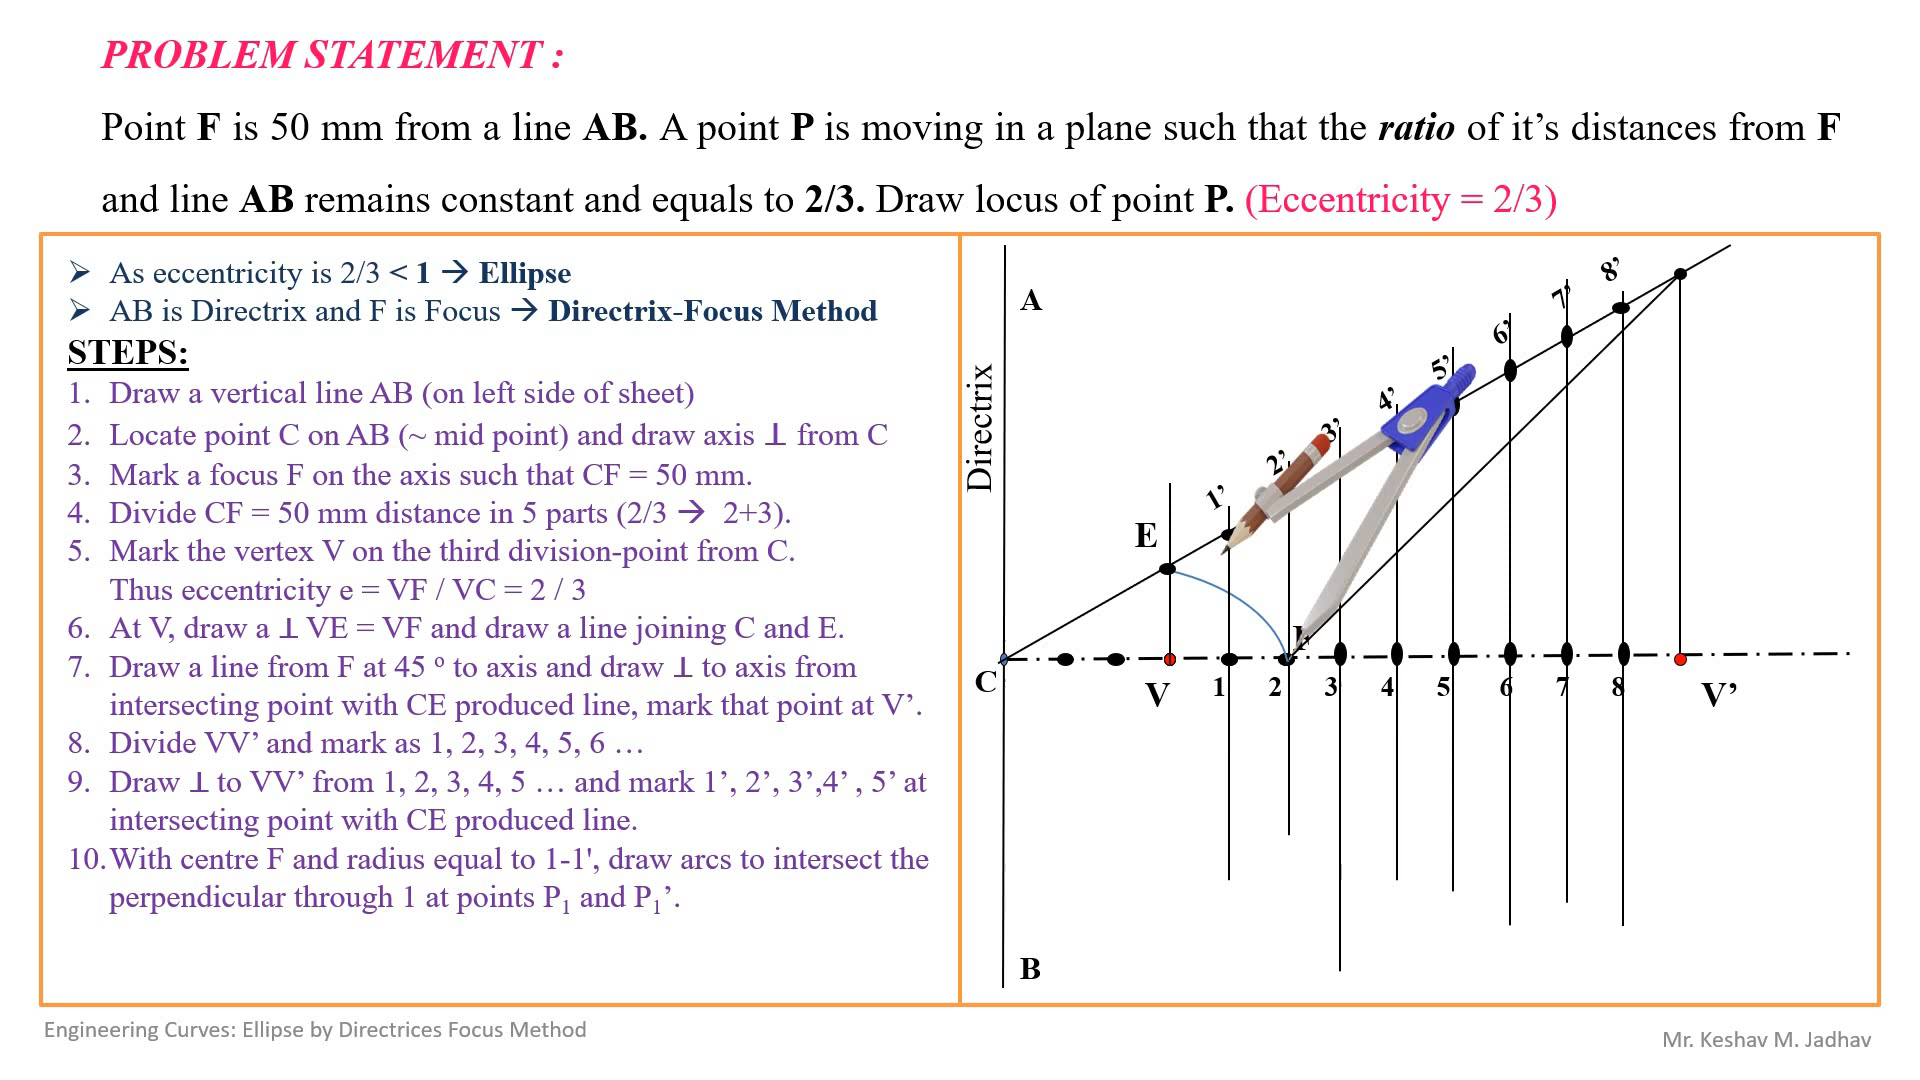 PROBLEM STATEMENT :
Point F is 50 mm from a line AB. A point P is moving in a plane such that the ratio of it’s distances from F
and line AB remains constant and equals to 2/3. Draw locus of point P. (Eccentricity = 2/3)
➢ As eccentricity is 2/3 < 1 → Ellipse
➢ AB is Directrix and F is Focus → Directrix-Focus Method
STEPS:
1. Draw a vertical line AB (on left side of sheet)
2. Locate point C on AB (~ mid point) and draw axis ⊥ from C
3. Mark a focus F on the axis such that CF = 50 mm.
4. Divide CF = 50 mm distance in 5 parts (2/3 → 2+3).
5. Mark the vertex V on the third division-point from C.
Thus eccentricity e = VF / VC = 2 / 3
6. At V, draw a ⊥ VE = VF and draw a line joining C and E.
7. Draw a line from F at 45 º to axis and draw ⊥ to axis from
intersecting point with CE produced line, mark that point at V’.
8. Divide VV’ and mark as 1, 2, 3, 4, 5, 6 …
9. Draw ⊥ to VV’ from 1, 2, 3, 4, 5 … and mark 1’, 2’, 3’,4’ , 5’ at
intersecting point with CE produced line.
10. With centre F and radius equal to 1-1', draw arcs to intersect the
perpendicular through 1 at points P₁ and P₁’.
A
Directrix
E
1’
2’
3’
4’
5’
6’
7’
8’
C
V
1
2
3
4
5
6
7
8
V’
B
Engineering Curves: Ellipse by Directrices Focus Method
Mr. Keshav M. Jadhav